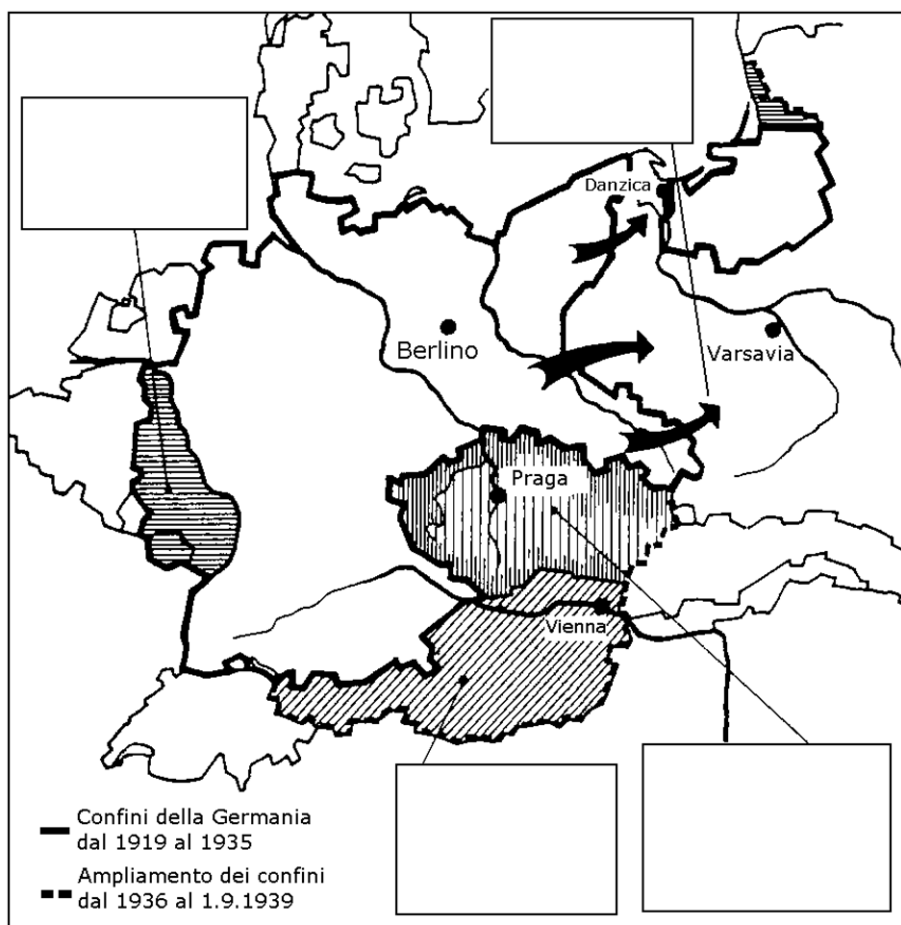 Danzica
Berlino
Varsavia
Praga
Vienna
Confini della Germania
dal 1919 al 1935
Ampliamento dei confini
dal 1936 al 1.9.1939